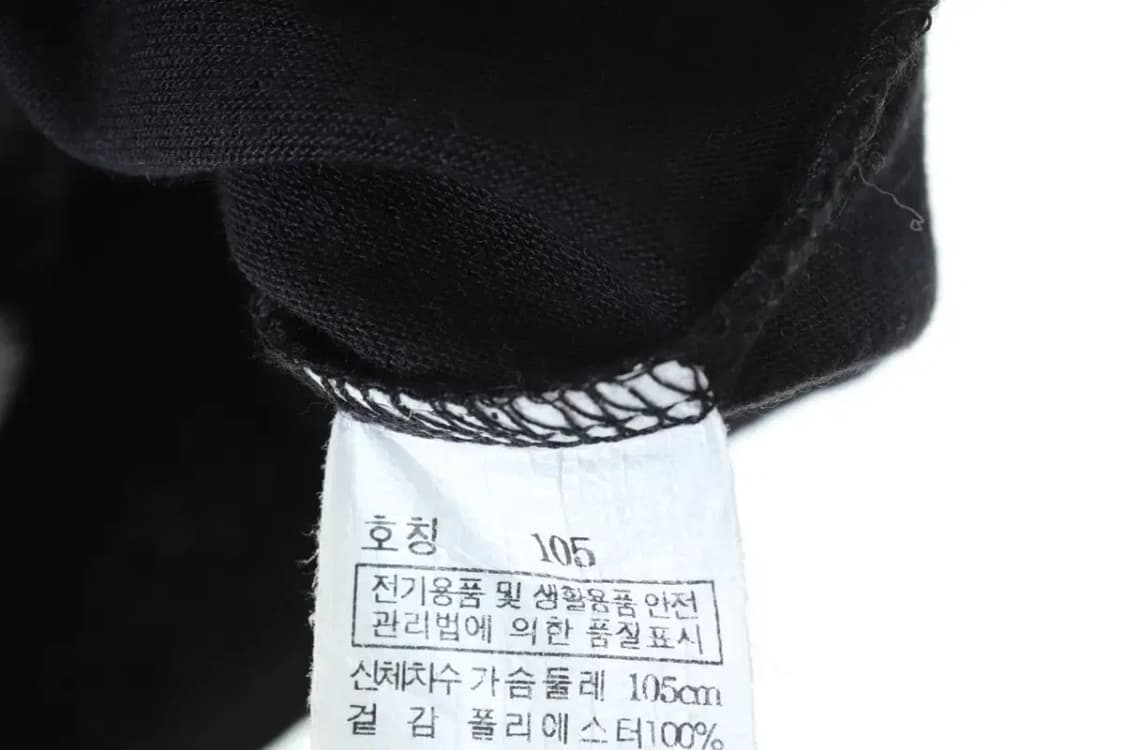 호칭 105
전기용품 및 생활용품 안전
관리법에 의한 품질표시
신체차수 가슴둘레 105cm
겉감 폴리에스터100%